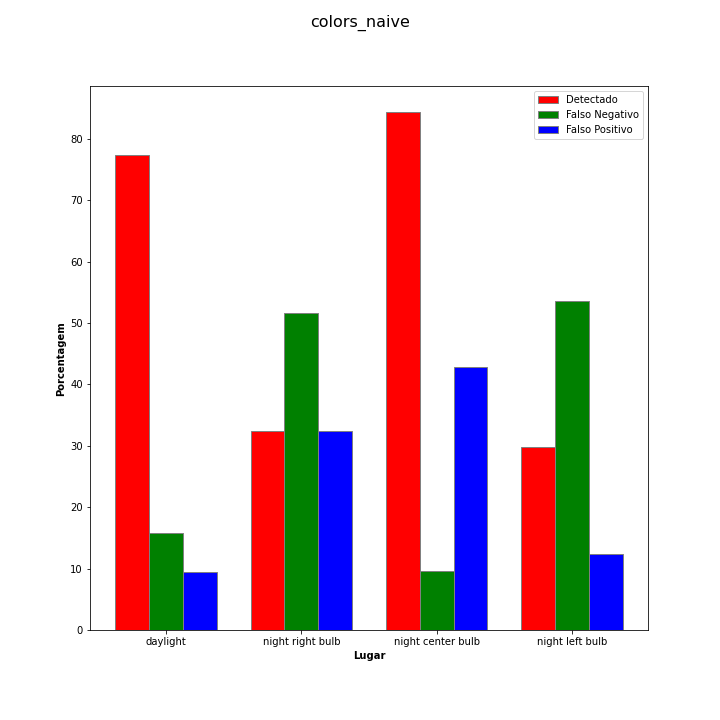 colors_naive
Detectado
Falso Negativo
Falso Positivo
80
70
60
50
40
30
20
10
0
Porcentagem
daylight
night right bulb
night center bulb
night left bulb
Lugar